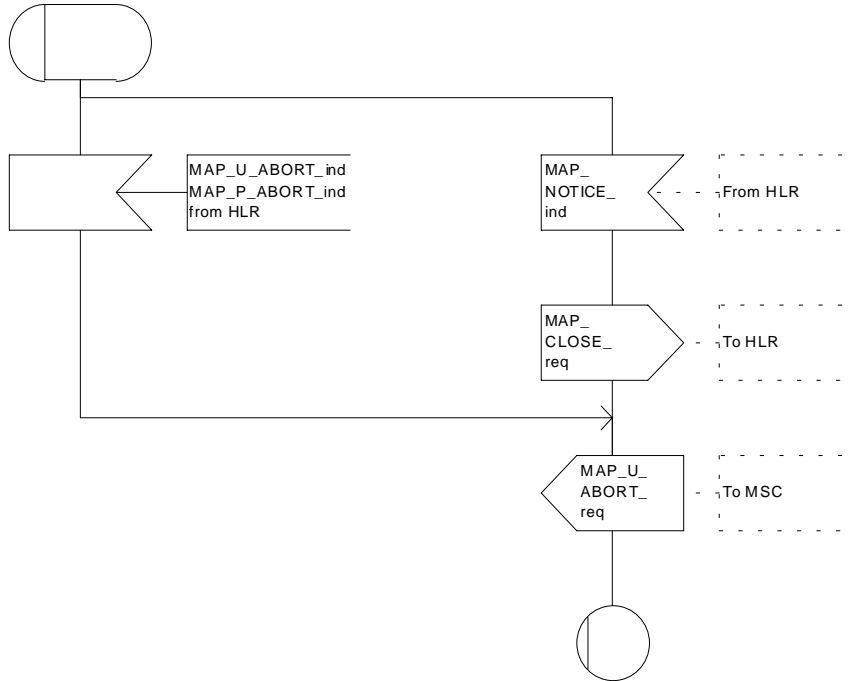 MAP_U_ABORT_ind
MAP_P_ABORT_ind
from HLR
MAP_
NOTICE_
ind
From HLR
MAP_
CLOSE_
req
To HLR
MAP_U_
ABORT_
req
To MSC